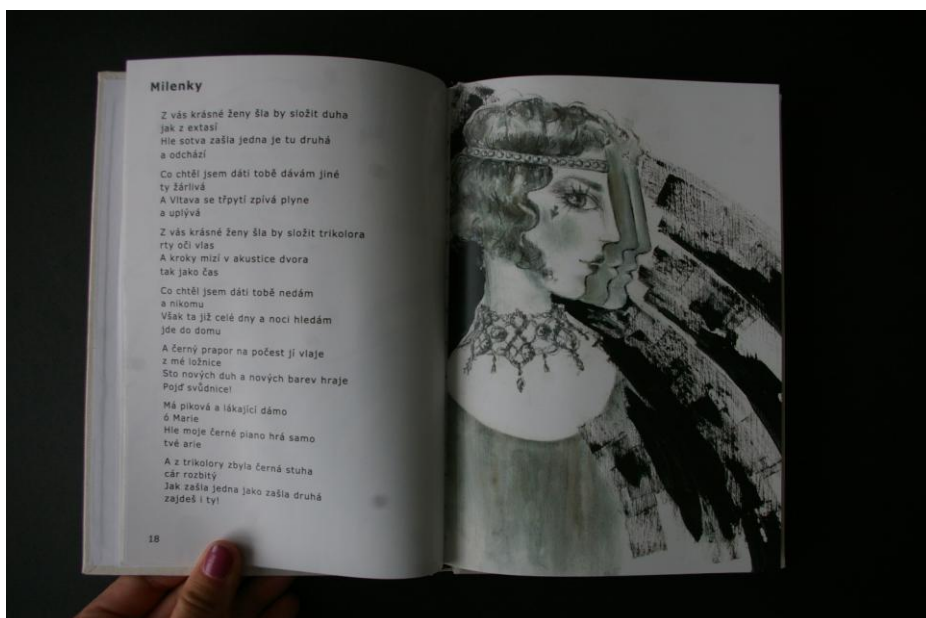 Milenky
Z vás krásné ženy šla by složit duha
jak z extasí
Hle sotva zašla jedna je tu druhá
a odchází
Co chtěl jsem dáti tobě dávám jiné
ty žárlivá
A Vltava se třpytí zpívá plyne
a uplývá
Z vás krásné ženy šla by složit trikolora
rty oči vlas
A kroky mizí v akustice dvora
tak jako čas
Co chtěl jsem dáti tobě nedám
a nikomu
Však ta již celé dny a noci hledám
jde do domu
A černý prapor na počest jí vlaje
z mé ložnice
Sto nových duh a nových barev hraje
Pojď svůdnice!
Má piková a lákající dámo
ó Marie
Hle moje černé piano hrá samo
tvé arie
A z trikolory zbyla černá stuha
cár rozbitý
Jak zašla jedna jako zašla druhá
zajdeš i ty!
18